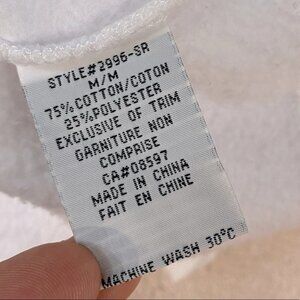 STYLE#2996-SR
M/M
75%COTTON/COTON
25%POLYESTER
EXCLUSIVE OF TRIM
GARNITURE NON
COMPRISE
CA#08597
MADE IN CHINA
FAIT EN CHINE
MACHINE WASH 30°C